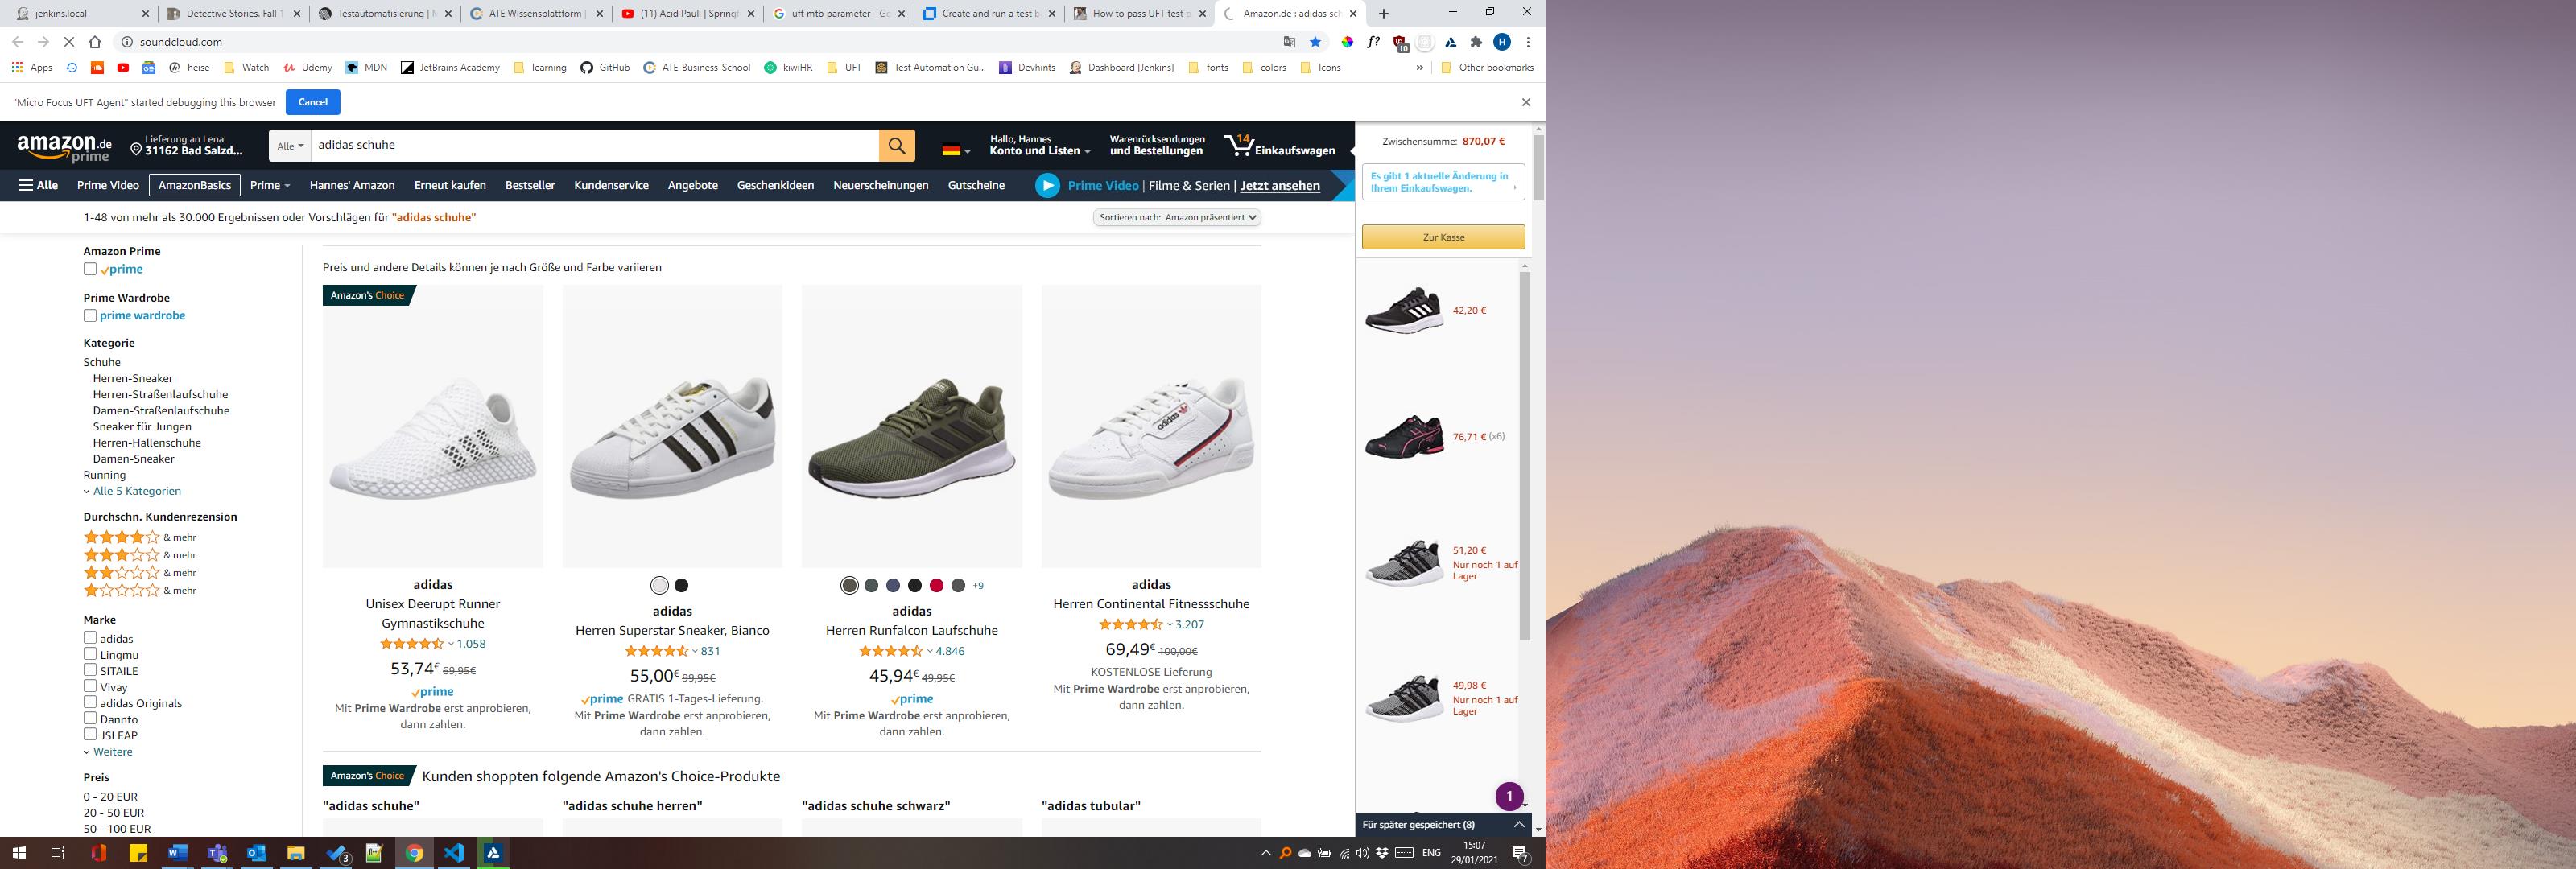 jenkins.local
Detective Stories. Fall 1
Testautomatisierung |
ATE Wissensplattform |
(11) Acid Pauli | Spring
uft mtb parameter - Go
Create and run a test b
How to pass UFT test p
Amazon.de : adidas sch
soundcloud.com
f?
10
H
Apps
heise
Watch
Udemy
MDN
JetBrains Academy
learning
GitHub
ATE-Business-School
kiwiHR
UFT
Test Automation Gu...
Devhints
Dashboard [Jenkins]
fonts
colors
Icons
»
Other bookmarks
"Micro Focus UFT Agent" started debugging this browser
Cancel
amazon.de
prime
Lieferung an Lena
31162 Bad Salzd...
Alle
adidas schuhe
Hallo, Hannes
Konto und Listen
Warenrücksendungen
und Bestellungen
14
Einkaufswagen
Alle
Prime Video
AmazonBasics
Prime
Hannes' Amazon
Erneut kaufen
Bestseller
Kundenservice
Angebote
Geschenkideen
Neuerscheinungen
Gutscheine
Prime Video | Filme & Serien | Jetzt ansehen
1-48 von mehr als 30.000 Ergebnissen oder Vorschlägen für "adidas schuhe"
Sortieren nach: Amazon präsentiert
Amazon Prime
prime
Prime Wardrobe
prime wardrobe
Kategorie
Schuhe
Herren-Sneaker
Herren-Straßenlaufschuhe
Damen-Straßenlaufschuhe
Sneaker für Jungen
Herren-Hallenschuhe
Damen-Sneaker
Running
Alle 5 Kategorien
Durchschn. Kundenrezension
& mehr
& mehr
& mehr
& mehr
Marke
adidas
Lingmu
SITAILE
Vivay
adidas Originals
Dannto
JSLEAP
Weitere
Preis
0 - 20 EUR
20 - 50 EUR
50 - 100 EUR
Preis und andere Details können je nach Größe und Farbe variieren
Amazon's Choice
adidas
Unisex Deerupt Runner
Gymnastikschuhe
1.058
53,74€ 69,95€
prime
Mit Prime Wardrobe erst anprobieren,
dann zahlen.
adidas
Herren Superstar Sneaker, Bianco
831
55,00€ 99,95€
prime GRATIS 1-Tages-Lieferung.
Mit Prime Wardrobe erst anprobieren,
dann zahlen.
+9
adidas
Herren Runfalcon Laufschuhe
4.846
45,94€ 49,95€
prime
Mit Prime Wardrobe erst anprobieren,
dann zahlen.
adidas
adidas
Herren Continental Fitnessschuhe
3.207
69,49€ 100,00€
KOSTENLOSE Lieferung
Mit Prime Wardrobe erst anprobieren,
dann zahlen.
Amazon's Choice Kunden shoppten folgende Amazon's Choice-Produkte
"adidas schuhe"
"adidas schuhe herren"
"adidas schuhe schwarz"
"adidas tubular"
Zwischensumme: 870,07 €
Es gibt 1 aktuelle Änderung in
Ihrem Einkaufswagen.
Zur Kasse
42,20 €
76,71 € (x6)
51,20 €
Nur noch 1 auf
Lager
49,98 €
Nur noch 1 auf
Lager
1
Für später gespeichert (8)
3
ENG
15:07
29/01/2021
7